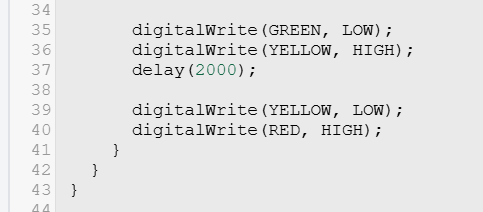 34
35 digitalWrite(GREEN, LOW);
36 digitalWrite(YELLOW, HIGH);
37 delay(2000);
38
39 digitalWrite(YELLOW, LOW);
40 digitalWrite(RED, HIGH);
41 }
42 }
43 }
44